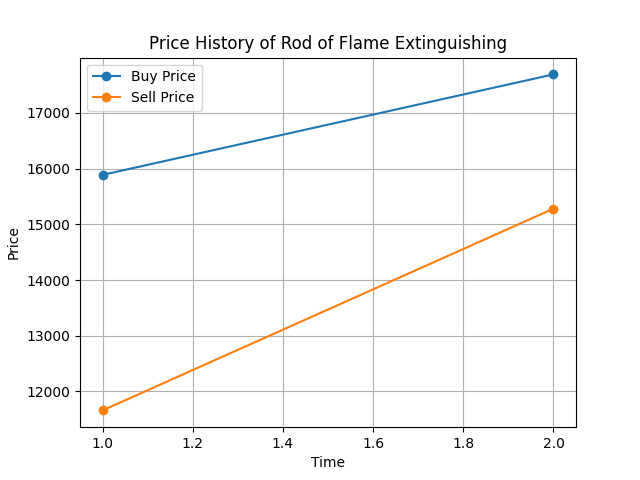 Price History of Rod of Flame Extinguishing
Buy Price
Sell Price
Price
17000
16000
15000
14000
13000
12000
1.0 1.2 1.4 1.6 1.8 2.0
Time